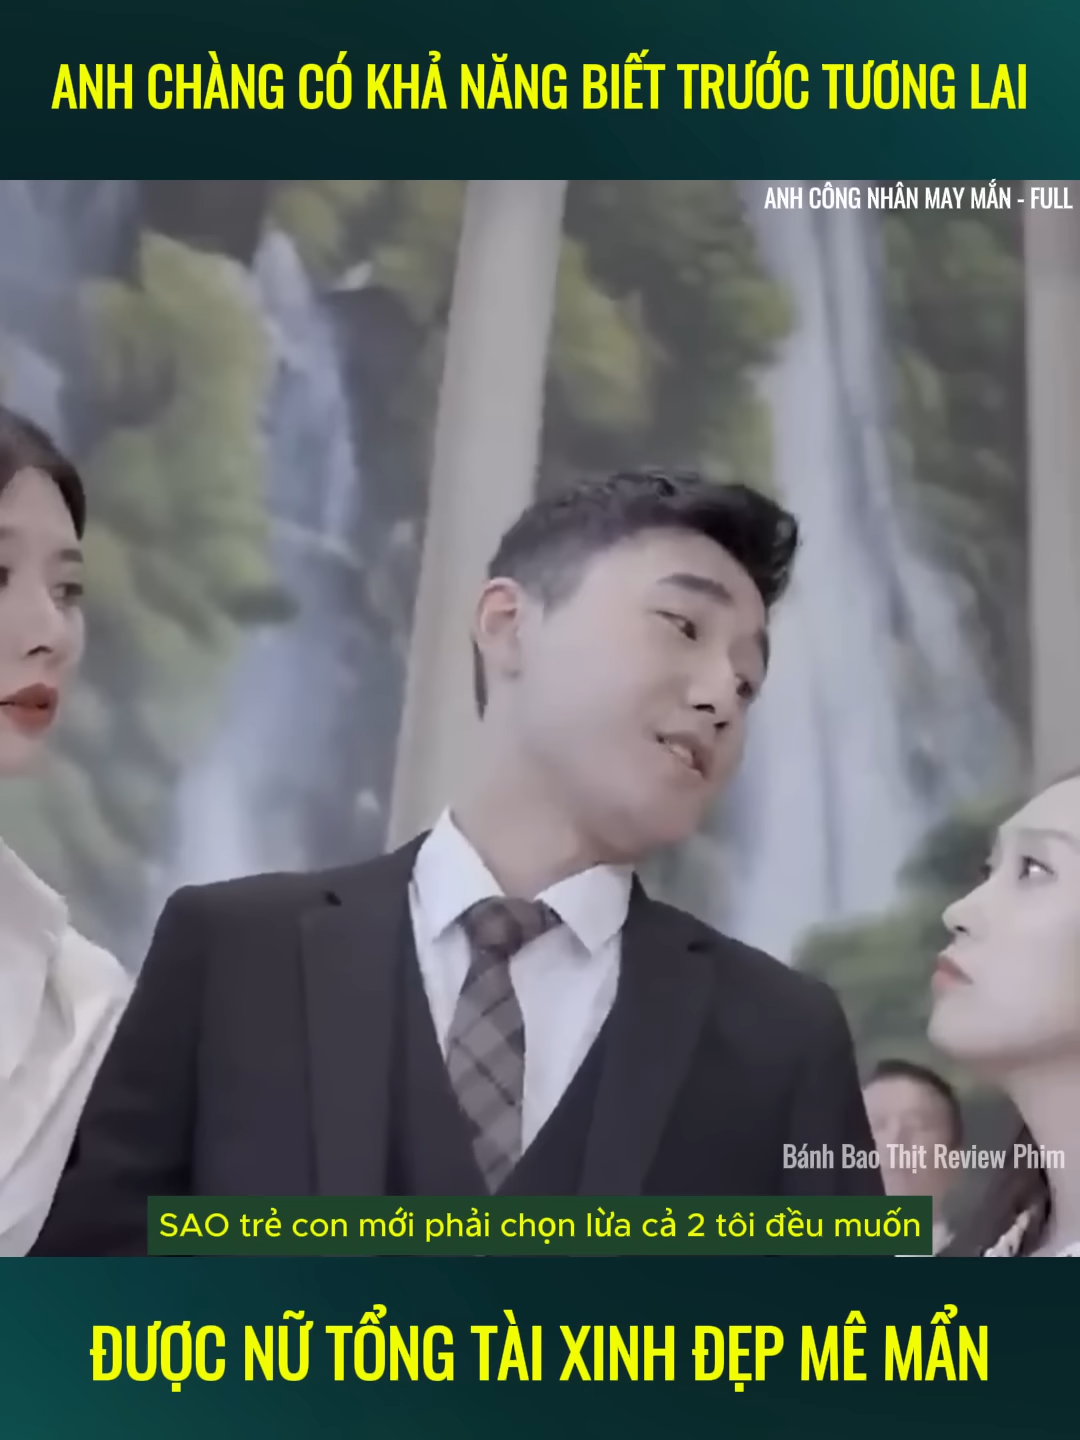 ANH CHÀNG CÓ KHẢ NĂNG BIẾT TRƯỚC TƯƠNG LAI
ANH CÔNG NHÂN MAY MẮN - FULL
Bánh Bao Thịt Review Phim
SAO trẻ con mới phải chọn lừa cả 2 tôi đều muốn
ĐƯỢC NỮ TỔNG TÀI XINH ĐẸP MÊ MẨN